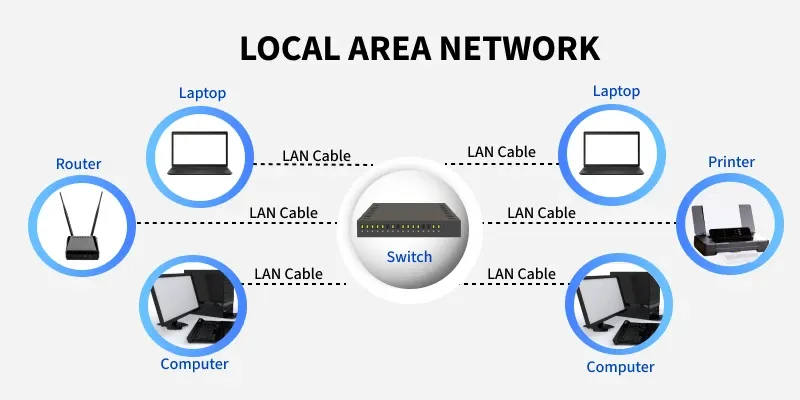 LOCAL AREA NETWORK
Laptop
Laptop
LAN Cable
LAN Cable
Router
Printer
LAN Cable
LAN Cable
Switch
LAN Cable
LAN Cable
Computer
Computer